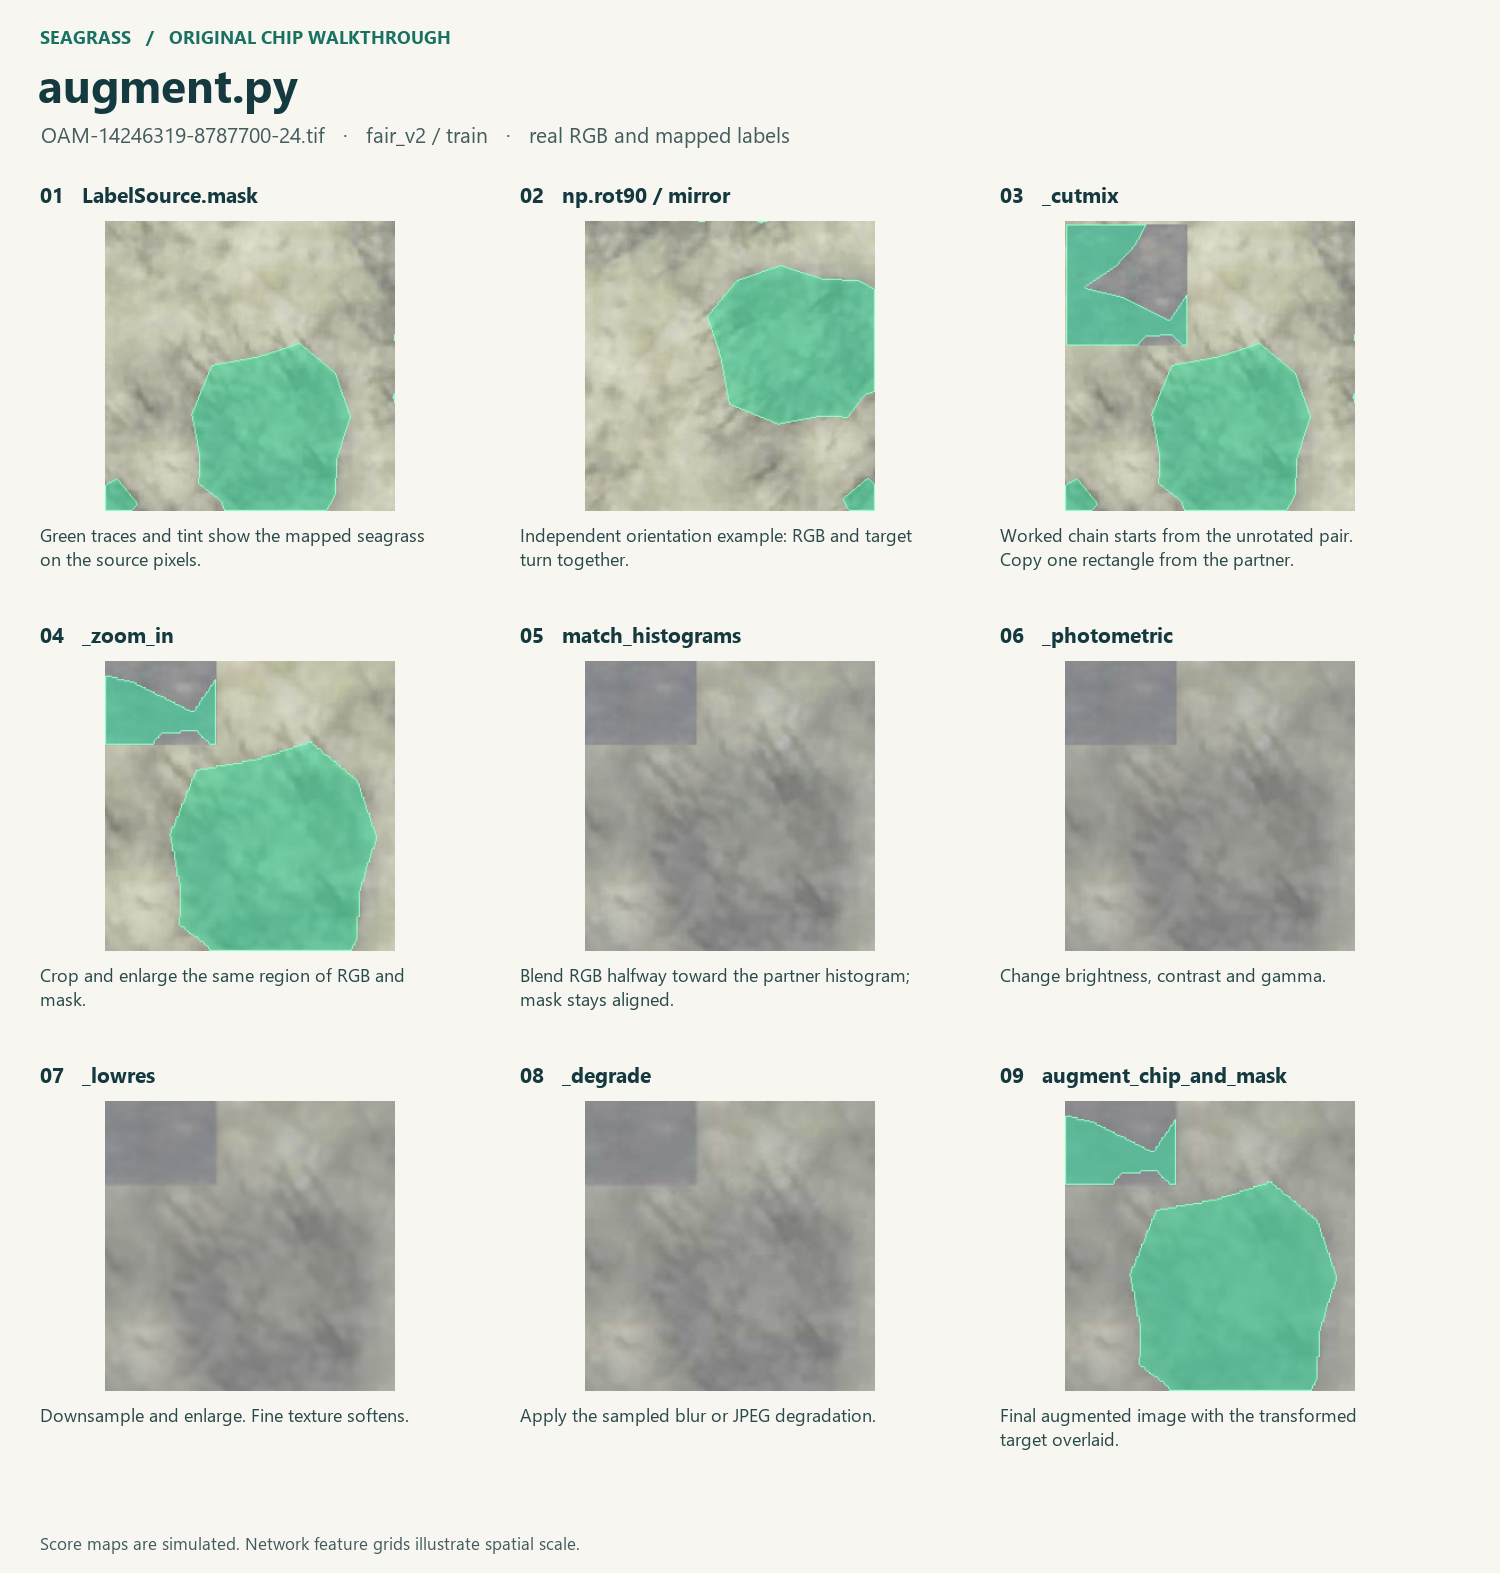 SEAGRASS / ORIGINAL CHIP WALKTHROUGH
augment.py
OAM-14246319-8787700-24.tif · fair_v2 / train · real RGB and mapped labels
01 LabelSource.mask
Green traces and tint show the mapped seagrass
on the source pixels.
02 np.rot90 / mirror
Independent orientation example: RGB and target
turn together.
03 _cutmix
Worked chain starts from the unrotated pair.
Copy one rectangle from the partner.
04 _zoom_in
Crop and enlarge the same region of RGB and
mask.
05 match_histograms
Blend RGB halfway toward the partner histogram;
mask stays aligned.
06 _photometric
Change brightness, contrast and gamma.
07 _lowres
Downsample and enlarge. Fine texture softens.
08 _degrade
Apply the sampled blur or JPEG degradation.
09 augment_chip_and_mask
Final augmented image with the transformed
target overlaid.
Score maps are simulated. Network feature grids illustrate spatial scale.